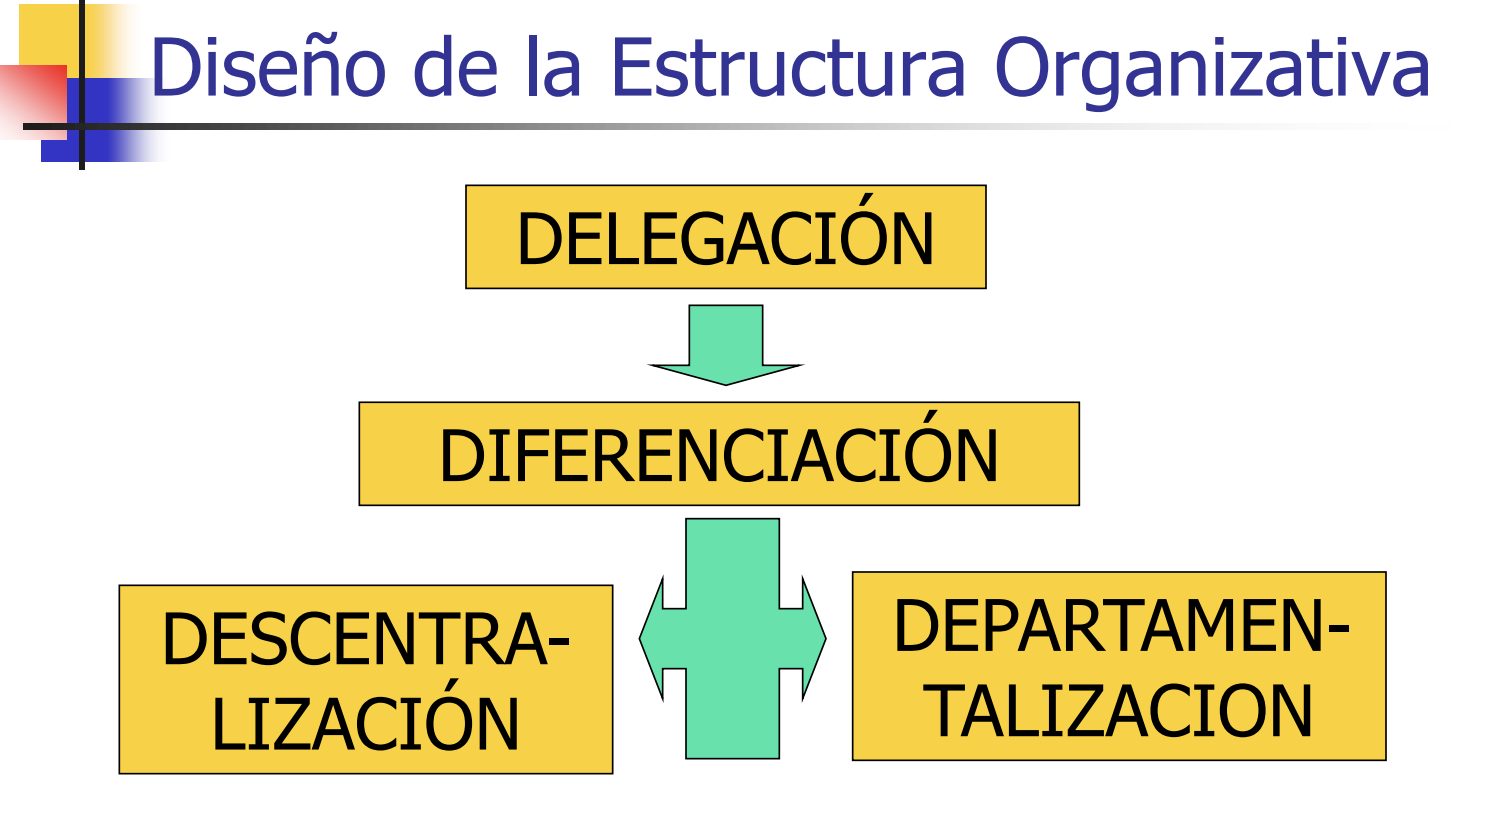 Diseño de la Estructura Organizativa
DELEGACIÓN
DIFERENCIACIÓN
DESCENTRA-
LIZACIÓN
DEPARTAMEN-
TALIZACION